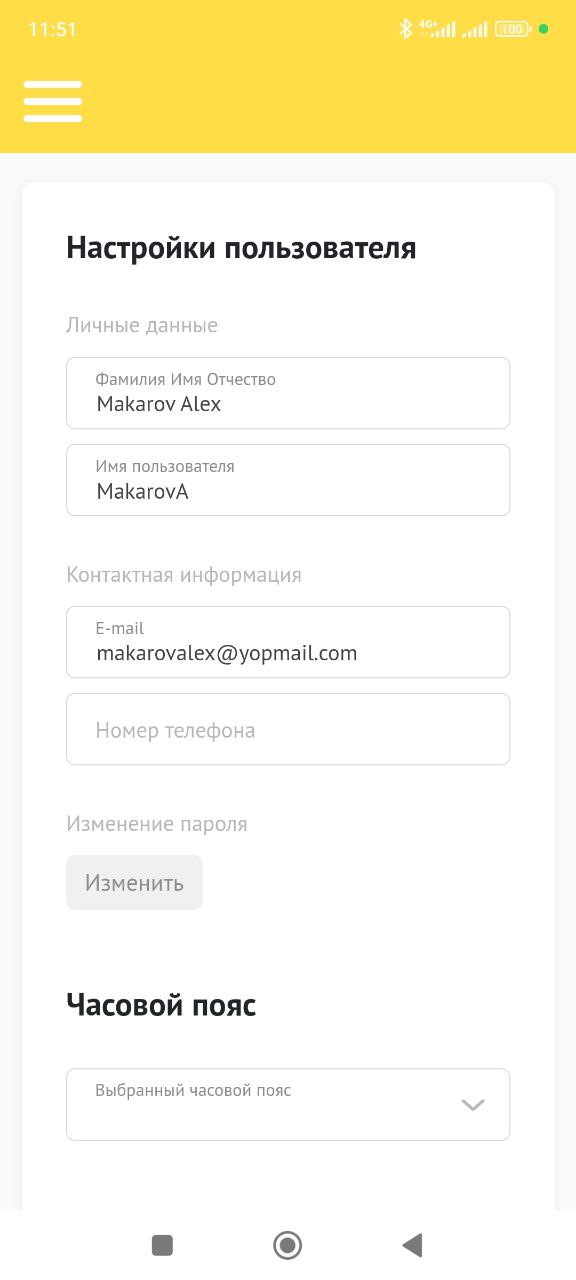 11:51
4G+
100
Настройки пользователя
Личные данные
Фамилия Имя Отчество
Makarov Alex
Имя пользователя
MakarovA
Контактная информация
E-mail
makarovalex@yopmail.com
Номер телефона
Изменение пароля
Изменить
Часовой пояс
Выбранный часовой пояс